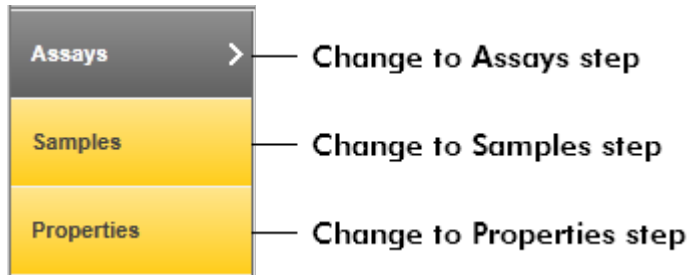 Assays Change to Assays step
Samples Change to Samples step
Properties Change to Properties step